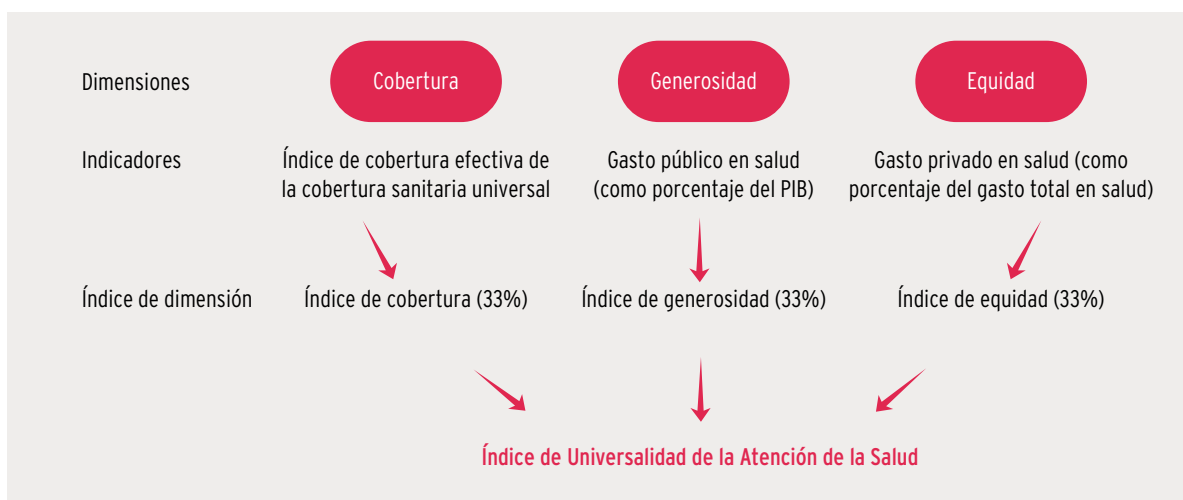 Dimensiones
Cobertura
Generosidad
Equidad
Indicadores
Índice de cobertura efectiva de
la cobertura sanitaria universal
Gasto público en salud
(como porcentaje del PIB)
Gasto privado en salud (como
porcentaje del gasto total en salud)
Índice de dimensión
Índice de cobertura (33%)
Índice de generosidad (33%)
Índice de equidad (33%)
Índice de Universalidad de la Atención de la Salud